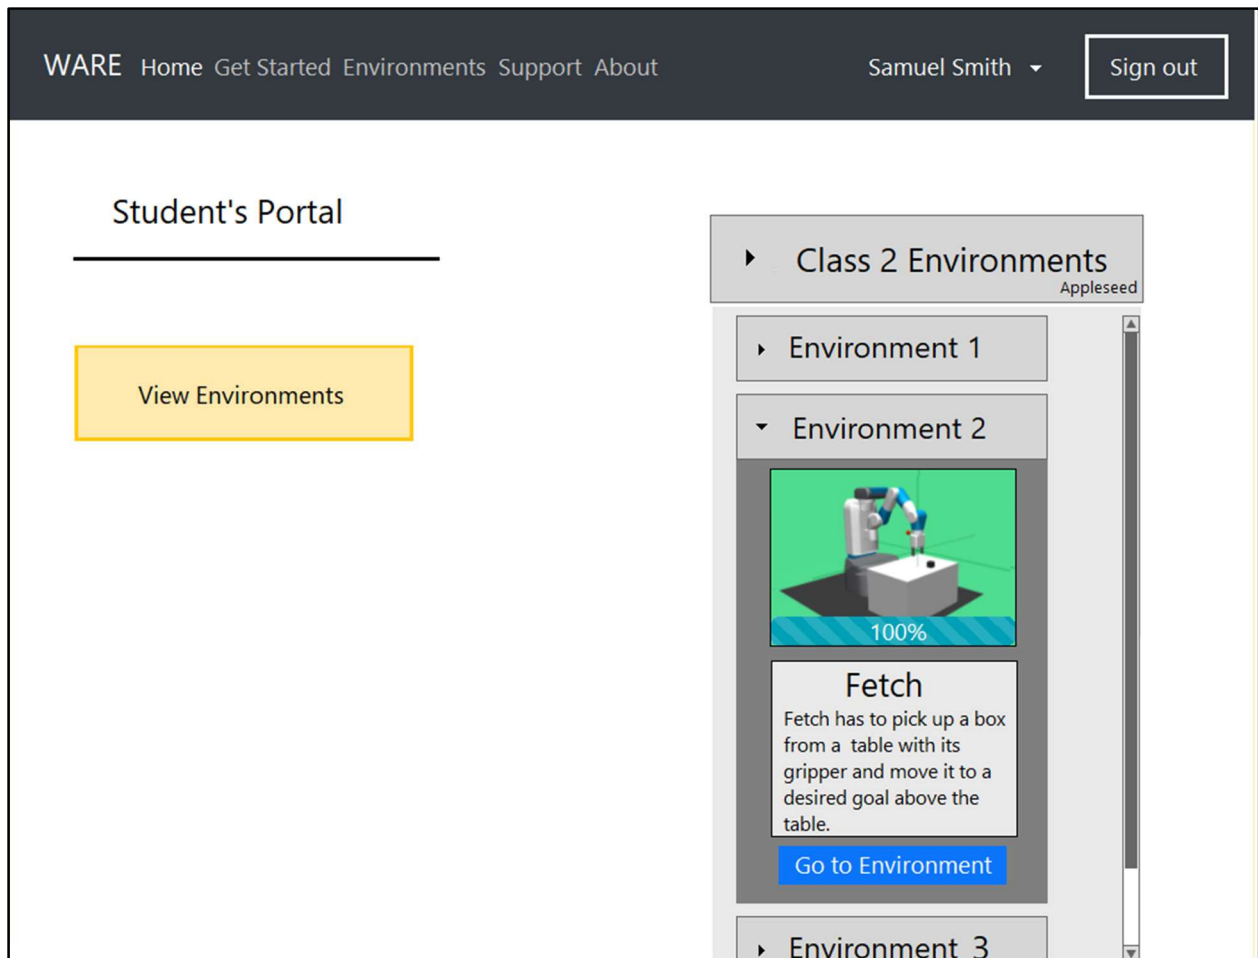 WARE Home Get Started Environments Support About Samuel Smith Sign out
Student's Portal
View Environments
Class 2 Environments
Appleseed
Environment 1
Environment 2
100%
Fetch
Fetch has to pick up a box
from a table with its
gripper and move it to a
desired goal above the
table.
Go to Environment
Environment 3